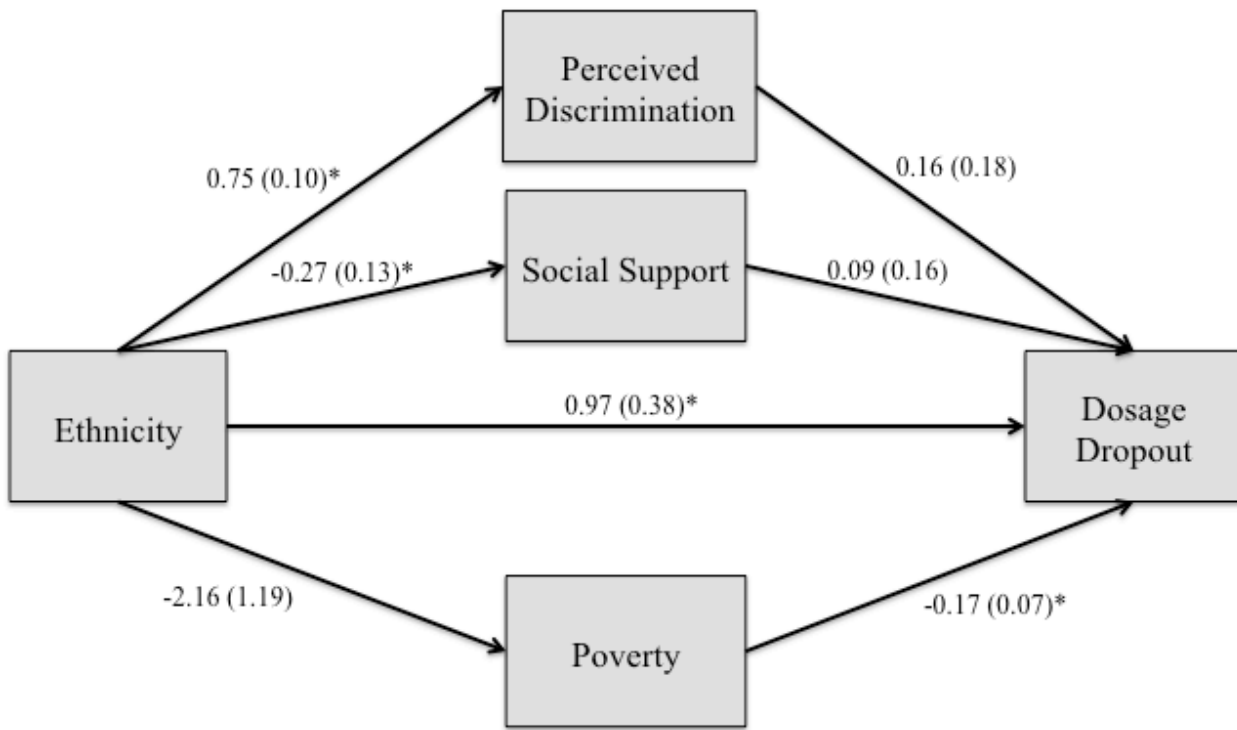 Perceived
Discrimination
0.75 (0.10)*
0.16 (0.18)
Social Support
-0.27 (0.13)*
0.09 (0.16)
Ethnicity
0.97 (0.38)*
Dosage
Dropout
-2.16 (1.19)
Poverty
-0.17 (0.07)*